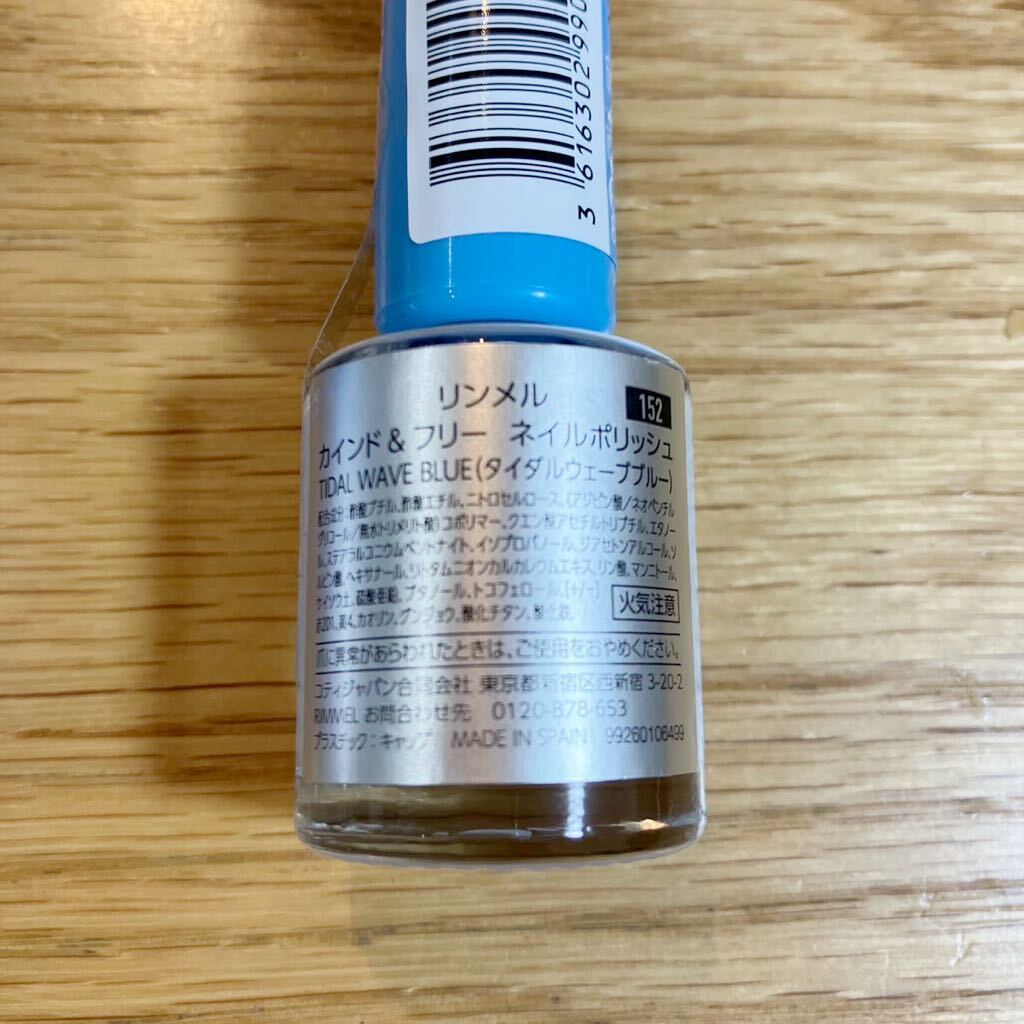 3 616302 990
リンメル 152
カインド & フリー ネイルポリッシュ
TIDAL WAVE BLUE(タイダルウェーブブルー)
配合成分:酢酸ブチル、酢酸エチル、ニトロセルロース、(アジピン酸/ネオペンチル
グリコール/無水トリメリト酸)コポリマー、クエン酸アセチルトリブチル、エタノー
ル、ステアラルコニウムベントナイト、イソプロパノール、ジアセトンアルコール、ソ
ルビン酸、ヘキサナール、ツトタムニオンカルカレウムエキス、リン酸、マンニトール、
ケイソウ土、硫酸亜鉛、ブタノール、トコフェロール、[+/-]
赤201、黄4、カオリン、グンジョウ、酸化チタン、酸化鉄、
火気注意
爪に異常があらわれたときは、ご使用をおやめください。
コティジャパン合同会社 東京都新宿区西新宿 3-20-2
RIMMEL お問合わせ先 0120-878-653
プラスチック:キャップ MADE IN SPAIN 99260106499